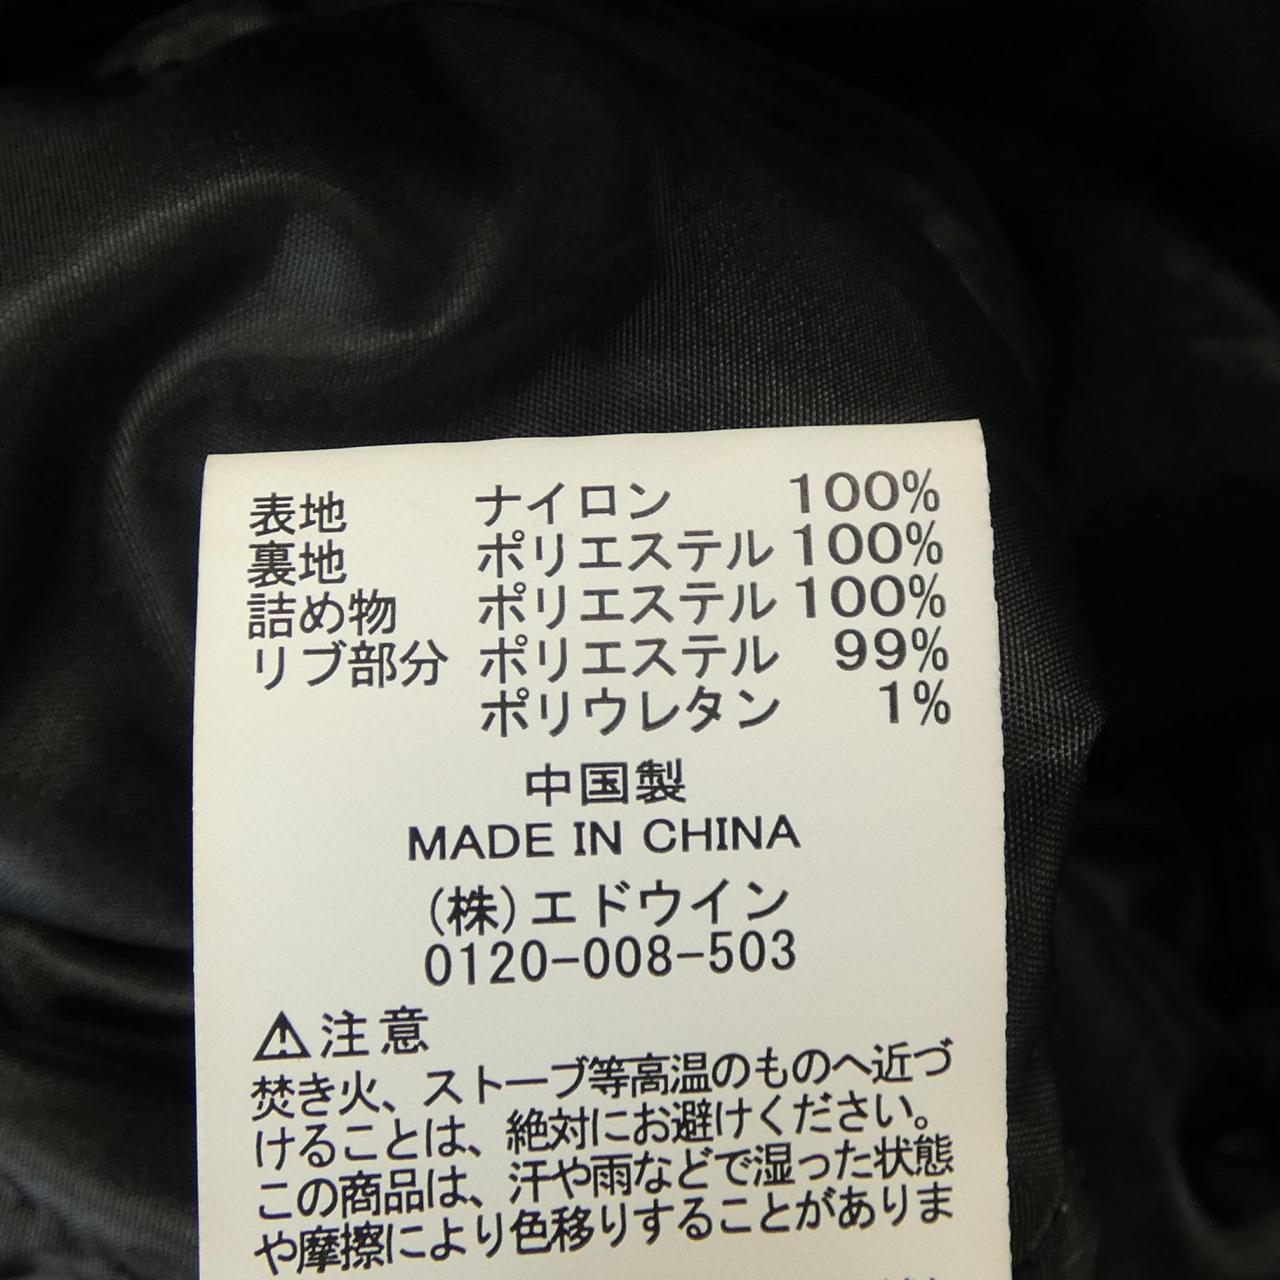 表地 ナイロン 100%
裏地 ポリエステル 100%
詰め物 ポリエステル 100%
リブ部分 ポリエステル 99%
ポリウレタン 1%
中国製
MADE IN CHINA
(株)エドウイン
0120-008-503
⚠注意
焚き火、ストーブ等高温のものへ近づ
けることは、絶対にお避けください。
この商品は、汗や雨などで湿った状態
や摩擦により色移りすることがありま